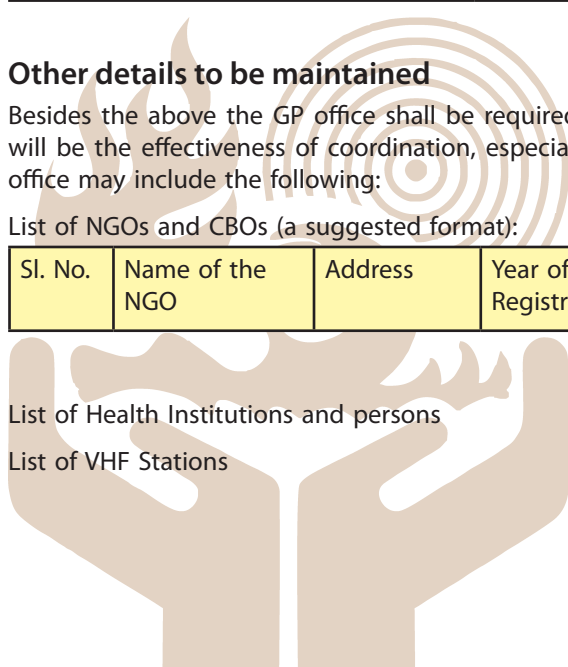 Other details to be maintained
Besides the above the GP office shall be required
will be the effectiveness of coordination, especia
office may include the following:
List of NGOs and CBOs (a suggested format):
Sl. No. Name of the NGO Address Year of Registr
List of Health Institutions and persons
List of VHF Stations